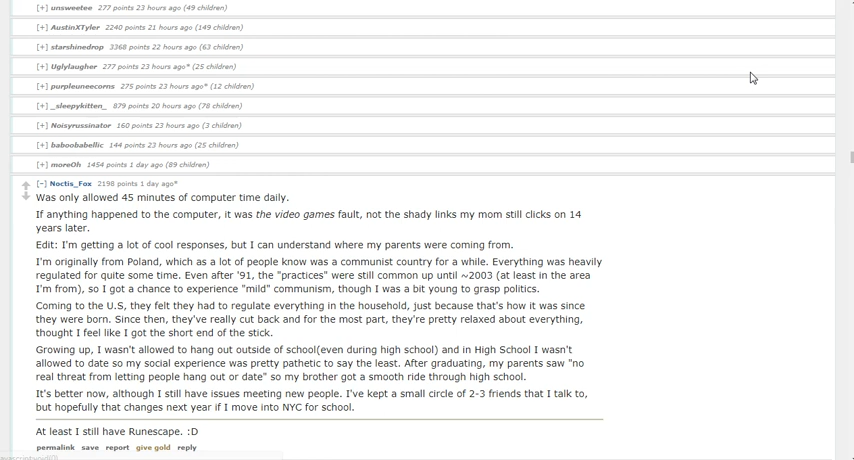 [+] unsweetee 277 points 23 hours ago (49 children)
[+] AustinXTyler 2240 points 21 hours ago (149 children)
[+] starshinedrop 3368 points 22 hours ago (63 children)
[+] Uglylaugher 277 points 23 hours ago* (25 children)
[+] purpleuneecorns 275 points 23 hours ago* (12 children)
[+] _sleepykitten_ 879 points 20 hours ago (78 children)
[+] Noisyrussinator 160 points 23 hours ago (3 children)
[+] baboobabellic 144 points 23 hours ago (25 children)
[+] moreOh 1454 points 1 day ago (89 children)
[–] Noctis_Fox 2198 points 1 day ago*
Was only allowed 45 minutes of computer time daily.
If anything happened to the computer, it was the video games fault, not the shady links my mom still clicks on 14
years later.
Edit: I'm getting a lot of cool responses, but I can understand where my parents were coming from.
I'm originally from Poland, which as a lot of people know was a communist country for a while. Everything was heavily
regulated for quite some time. Even after '91, the "practices" were still common up until ~2003 (at least in the area
I'm from), so I got a chance to experience "mild" communism, though I was a bit young to grasp politics.
Coming to the U.S, they felt they had to regulate everything in the household, just because that's how it was since
they were born. Since then, they've really cut back and for the most part, they're pretty relaxed about everything,
thought I feel like I got the short end of the stick.
Growing up, I wasn't allowed to hang out outside of school(even during high school) and in High School I wasn't
allowed to date so my social experience was pretty pathetic to say the least. After graduating, my parents saw "no
real threat from letting people hang out or date" so my brother got a smooth ride through high school.
It's better now, although I still have issues meeting new people. I've kept a small circle of 2-3 friends that I talk to,
but hopefully that changes next year if I move into NYC for school.
At least I still have Runescape. :D
permalink save report give gold reply